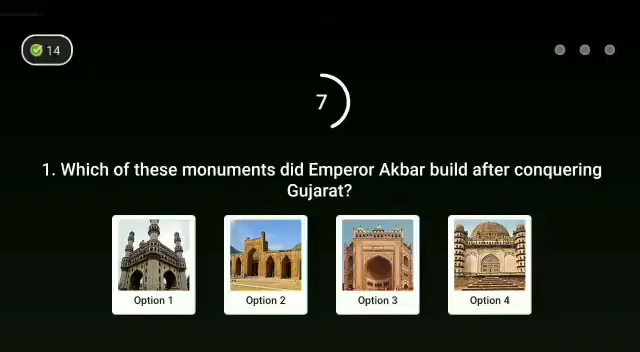 14
7
1. Which of these monuments did Emperor Akbar build after conquering
Gujarat?
Option 1
Option 2
Option 3
Option 4